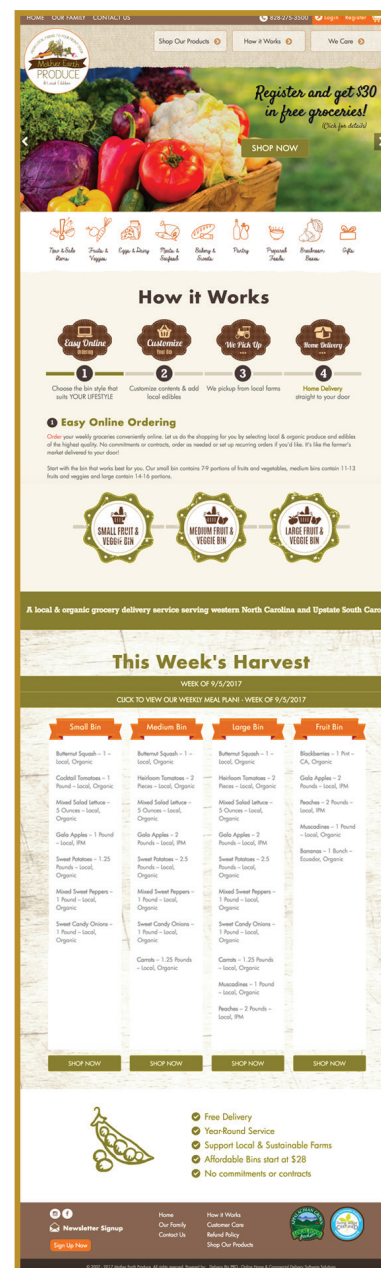 HOME OUR FAMILY CONTACT US
828-275-3500 Login Register
Mother Earth
PRODUCE
& Local Edibles
Shop Our Products
How it Works
We Care
Register and get $30
in free groceries!
(Click for details)
SHOP NOW
New & Sale
Items
Fruits &
Veggies
Eggs & Dairy
Meats &
Seafood
Bakery &
Sweets
Pantry
Prepared
Foods
Breakroom
Boxes
Gifts
How it Works
Easy Online
Ordering
Customize
Food Bin
We Pick Up
Home Delivery
1
2
3
4
Choose the bin style that
suits YOUR LIFESTYLE
Customize contents & add
local edibles
We pickup from local farms
Home Delivery
straight to your door
1 Easy Online Ordering
Order your weekly groceries conveniently online. Let us do the shopping for you by selecting local & organic produce and edibles
of the highest quality. No commitments or contracts, order as needed or set up recurring orders if you'd like. It's like the farmer's
market delivered to your door!
Start with the bin that works best for you. Our small bin contains 7-9 portions of fruits and vegetables, medium bins contain 11-13
fruits and veggies and large contain 14-16 portions.
SMALL FRUIT &
VEGGIE BIN
MEDIUM FRUIT &
VEGGIE BIN
LARGE FRUIT &
VEGGIE BIN
A local & organic grocery delivery service serving western North Carolina and Upstate South Caro
This Week's Harvest
WEEK OF 9/5/2017
CLICK TO VIEW OUR WEEKLY MEAL PLAN! - WEEK OF 9/5/2017
Small Bin
Butternut Squash – 1 –
Local, Organic
Cocktail Tomatoes – 1
Pound – Local, Organic
Mixed Salad Lettuce –
5 Ounces – Local,
Organic
Gala Apples – 1 Pound
– Local, IPM
Sweet Potatoes – 1.25
Pounds – Local,
Organic
Mixed Sweet Peppers –
1 Pound – Local,
Organic
Sweet Candy Onions –
1 Pound – Local,
Organic
SHOP NOW
Medium Bin
Butternut Squash – 1 –
Local, Organic
Heirloom Tomatoes – 2
Pieces – Local, Organic
Mixed Salad Lettuce –
5 Ounces – Local,
Organic
Gala Apples – 2
Pounds – Local, IPM
Sweet Potatoes – 2.5
Pounds – Local,
Organic
Mixed Sweet Peppers –
1 Pound – Local,
Organic
Sweet Candy Onions –
1 Pound – Local,
Organic
Carrots – 1.25 Pounds
– Local, Organic
SHOP NOW
Large Bin
Butternut Squash – 1 –
Local, Organic
Heirloom Tomatoes – 2
Pieces – Local, Organic
Mixed Salad Lettuce –
5 Ounces – Local,
Organic
Gala Apples – 2
Pounds – Local, IPM
Sweet Potatoes – 2.5
Pounds – Local,
Organic
Mixed Sweet Peppers –
1 Pound – Local,
Organic
Sweet Candy Onions –
1 Pound – Local,
Organic
Carrots – 1.25 Pounds
– Local, Organic
Muscadines – 1 Pound
– Local, Organic
Peaches – 2 Pounds –
Local, IPM
SHOP NOW
Fruit Bin
Blackberries – 1 Pint –
CA, Organic
Gala Apples – 2
Pounds – Local, IPM
Peaches – 2 Pounds –
Local, IPM
Muscadines – 1 Pound
– Local, Organic
Bananas – 1 Bunch –
Ecuador, Organic
SHOP NOW
Free Delivery
Year-Round Service
Support Local & Sustainable Farms
Affordable Bins start at $28
No commitments or contracts
Newsletter Signup
Sign Up Now
Home
Our Family
Contact Us
How it Works
Customer Care
Refund Policy
Shop Our Products
© 2007 - 2017 Mother Earth Produce. All rights reserved.